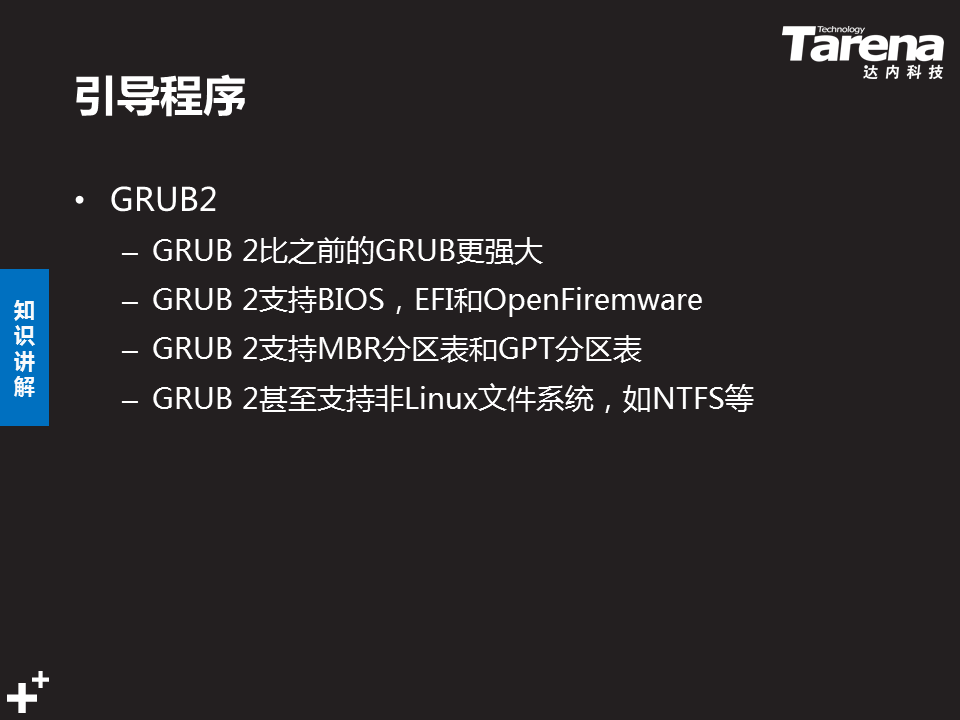 Technology
Tarena
达内科技
引导程序
• GRUB2
– GRUB 2比之前的GRUB更强大
– GRUB 2支持BIOS，EFI和OpenFiremware
– GRUB 2支持MBR分区表和GPT分区表
– GRUB 2甚至支持非Linux文件系统，如NTFS等
知
识
讲
解